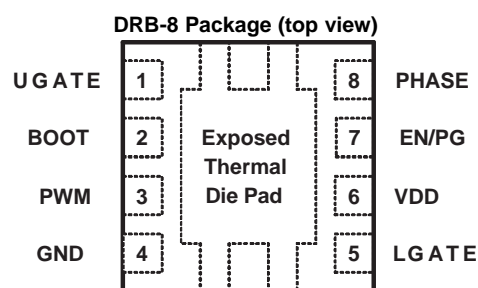 DRB-8 Package (top view)
UGATE 1 8 PHASE
BOOT 2 Exposed 7 EN/PG
Thermal
PWM 3 Die Pad 6 VDD
GND 4 5 LGATE